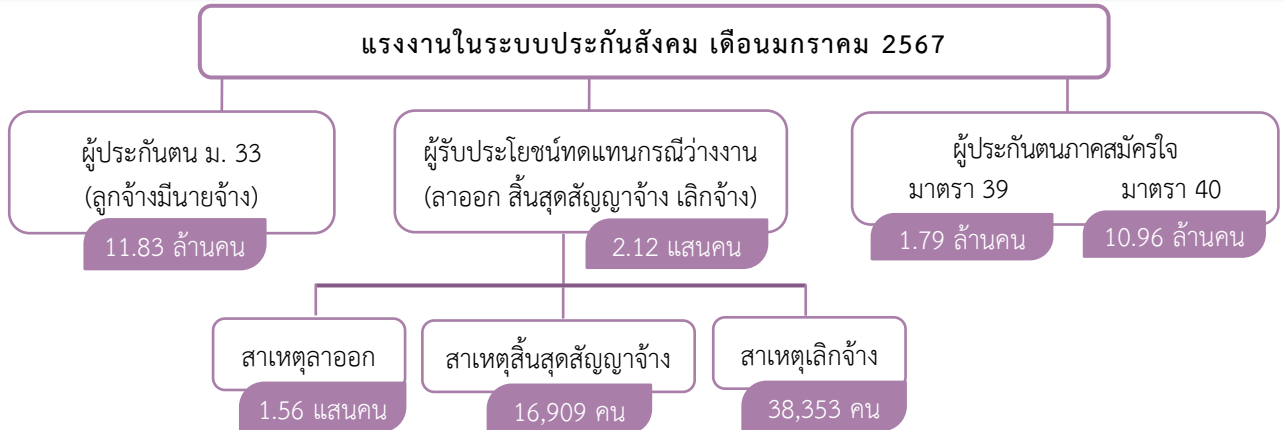 แรงงานในระบบประกันสังคม เดือนมกราคม 2567
ผู้ประกันตน ม. 33
(ลูกจ้างมีนายจ้าง)
11.83 ล้านคน
ผู้รับประโยชน์ทดแทนกรณีว่างงาน
(ลาออก สิ้นสุดสัญญาจ้าง เลิกจ้าง)
2.12 แสนคน
ผู้ประกันตนภาคสมัครใจ
มาตรา 39 มาตรา 40
1.79 ล้านคน 10.96 ล้านคน
สาเหตุลาออก
1.56 แสนคน
สาเหตุสิ้นสุดสัญญาจ้าง
16,909 คน
สาเหตุเลิกจ้าง
38,353 คน